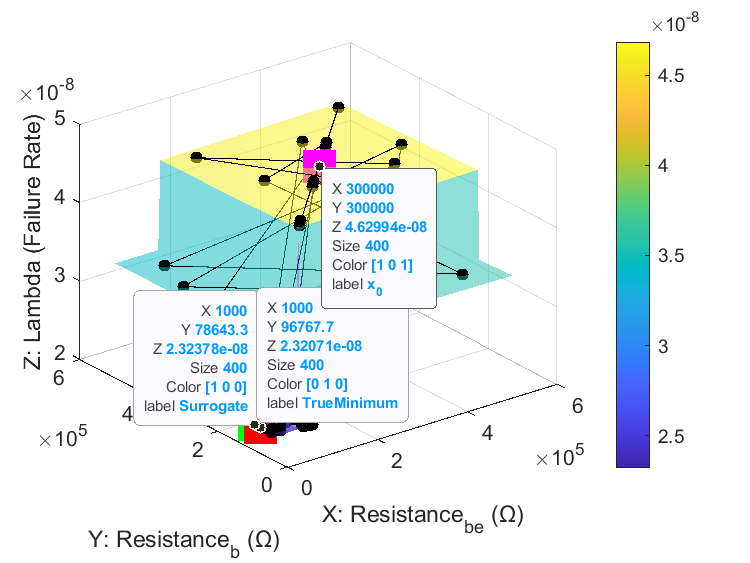 ×10-8
×10-8
5
4
3
2
Z: Lambda (Failure Rate)
4.5
4
3.5
3
2.5
X 300000
Y 300000
Z 4.62994e-08
Size 400
Color [1 0 1]
label x0
X 1000
Y 78643.3
Z 2.32378e-08
Size 400
Color [1 0 0]
label Surrogate
X 1000
Y 96767.7
Z 2.32071e-08
Size 400
Color [0 1 0]
label TrueMinimum
6
4
2
0
×105
Y: Resistanceb (Ω)
0
2
4
6
×105
X: Resistancebe (Ω)